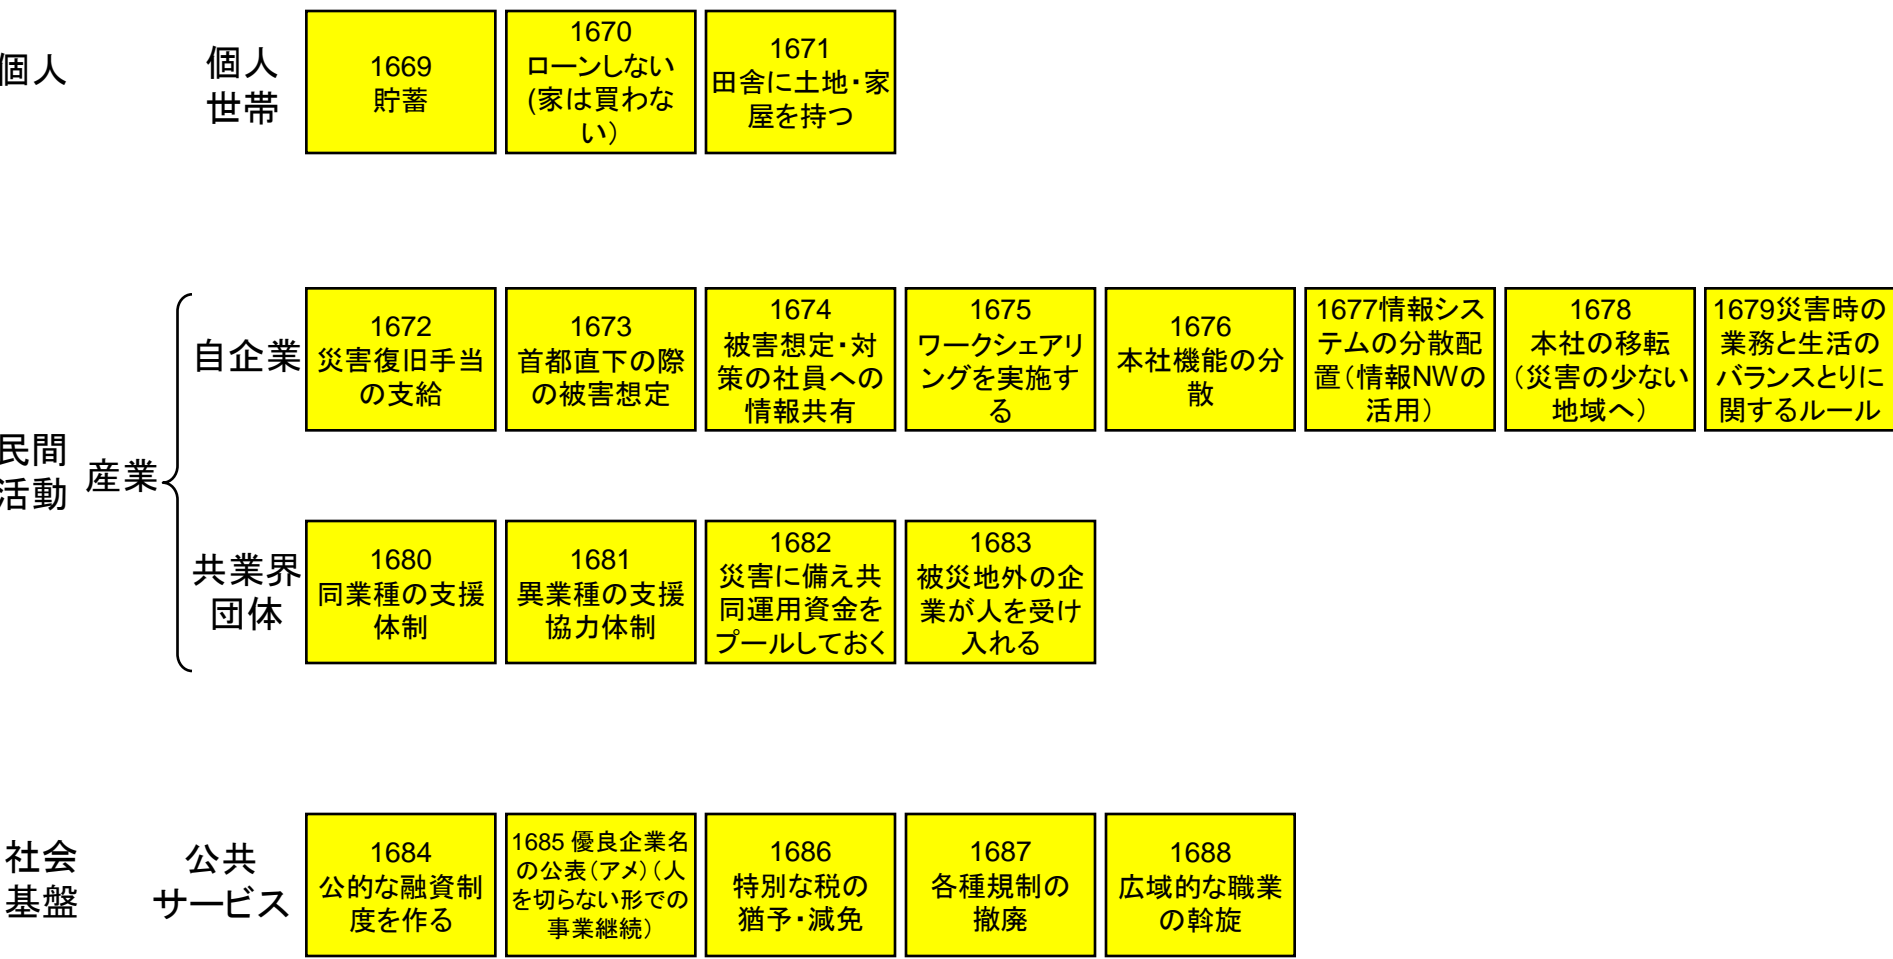 個人
個人
世帯
1669
貯蓄
1670
ローンしない
(家は買わな
い)
1671
田舎に土地・家
屋を持つ
民間
活動
産業
自企業
1672
災害復旧手当
の支給
1673
首都直下の際
の被害想定
1674
被害想定・対
策の社員への
情報共有
1675
ワークシェアリ
ングを実施す
る
1676
本社機能の分
散
1677情報シス
テムの分散配
置(情報NWの
活用)
1678
本社の移転
(災害の少ない
地域へ)
1679災害時の
業務と生活の
バランスとりに
関するルール
共業界
団体
1680
同業種の支援
体制
1681
異業種の支援
協力体制
1682
災害に備え共
同運用資金を
プールしておく
1683
被災地外の企
業が人を受け
入れる
社会
基盤
公共
サービス
1684
公的な融資制
度を作る
1685 優良企業名
の公表(アメ)(人
を切らない形での
事業継続)
1686
特別な税の
猶予・減免
1687
各種規制の
撤廃
1688
広域的な職業
の斡旋